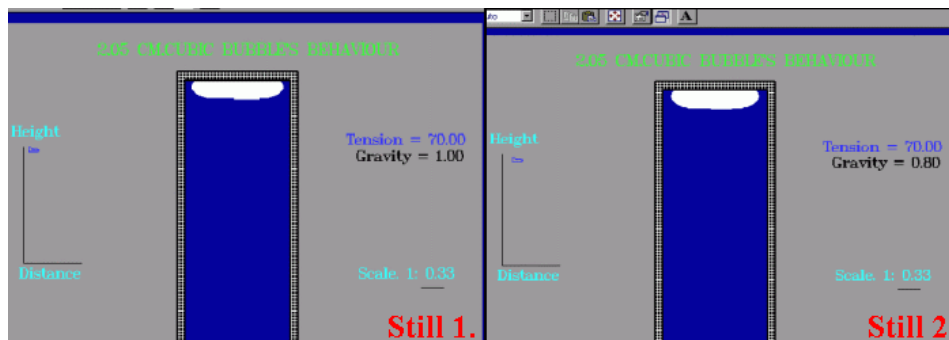 2.05 CM.CUBIC BUBBLE'S BEHAVIOUR
Height
Tension = 70.00
Gravity = 1.00
Distance
Scale. 1: 0.33
Still 1.
A
2.05 CM.CUBIC BUBBLE'S BEHAVIOUR
Height
Tension = 70.00
Gravity = 0.80
Distance
Scale. 1: 0.33
Still 2